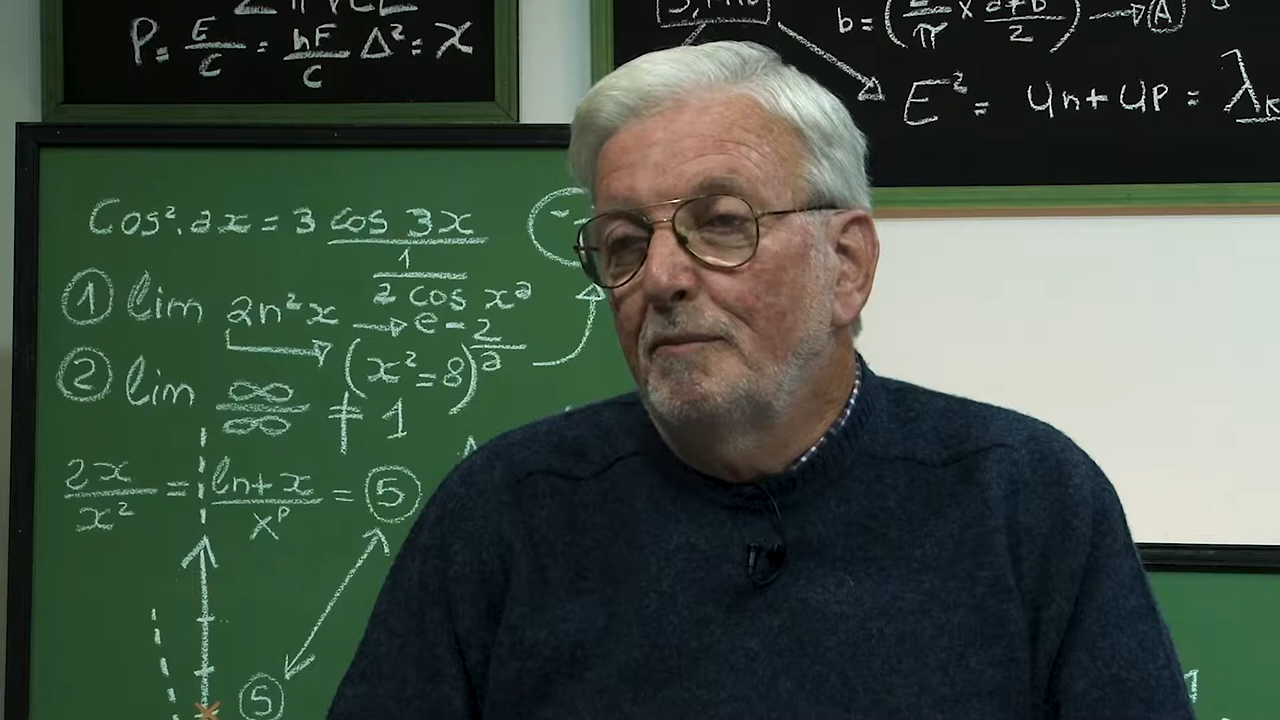 P = E/C = hF/C Δ² = x
b = ( × /2) → A
E² = 4n + 4P = λ
Cos². 2x = 3 cos 3x / 1 / 2 cos x²
① lim 2n²x → e - 2/2
(x² = 8)
② lim ∞/∞ ≠ 1
2x/x² = ln + x/x^p = ⑤
⑤